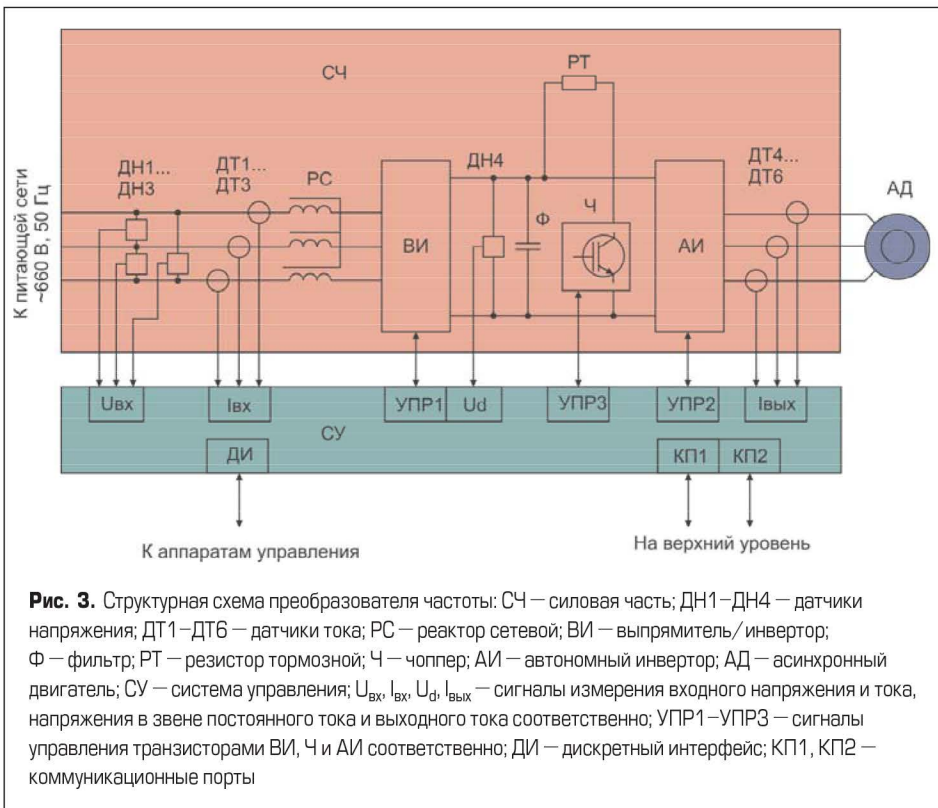 СЧ
РТ
К питающей сети
~660 В, 50 Гц
ДН1...
ДН3
ДТ1...
ДТ3
РС
ВИ
ДН4
Ф
Ч
АИ
ДТ4...
ДТ6
АД
Uвх
Iвх
УПР1
Ud
УПР3
УПР2
Iвых
СУ
ДИ
КП1
КП2
К аппаратам управления
На верхний уровень
Рис. 3. Структурная схема преобразователя частоты: СЧ — силовая часть; ДН1–ДН4 — датчики
напряжения; ДТ1–ДТ6 — датчики тока; РС — реактор сетевой; ВИ — выпрямитель/инвертор;
Ф — фильтр; РТ — резистор тормозной; Ч — чоппер; АИ — автономный инвертор; АД — асинхронный
двигатель; СУ — система управления; Uвх, Iвх, Ud, Iвых — сигналы измерения входного напряжения и тока,
напряжения в звене постоянного тока и выходного тока соответственно; УПР1–УПР3 — сигналы
управления транзисторами ВИ, Ч и АИ соответственно; ДИ — дискретный интерфейс; КП1, КП2 —
коммуникационные порты